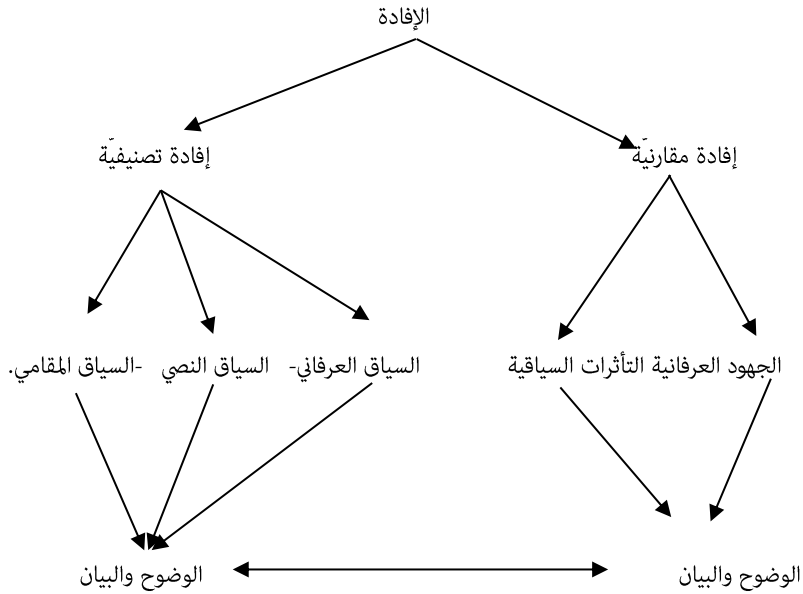 الإفادة
إفادة مقارنيّة
إفادة تصنيفيّة
الجهود العرفانية التأثرات السياقية
السياق العرفاني-
السياق النصي
-السياق المقامي.
الوضوح والبيان
الوضوح والبيان